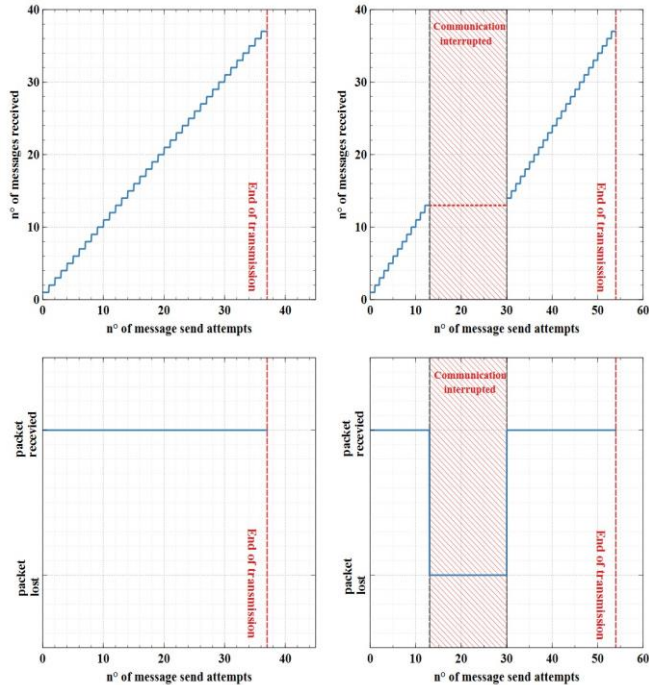 40
30
20
10
0
n° of messages received
End of transmission
0 10 20 30 40
n° of message send attempts
40
30
20
10
0
n° of messages received
Communication
interrupted
End of transmission
0 10 20 30 40 50 60
n° of message send attempts
packet
recevied
packet
lost
End of transmission
0 10 20 30 40
n° of message send attempts
packet
recevied
packet
lost
Communication
interrupted
End of transmission
0 10 20 30 40 50 60
n° of message send attempts